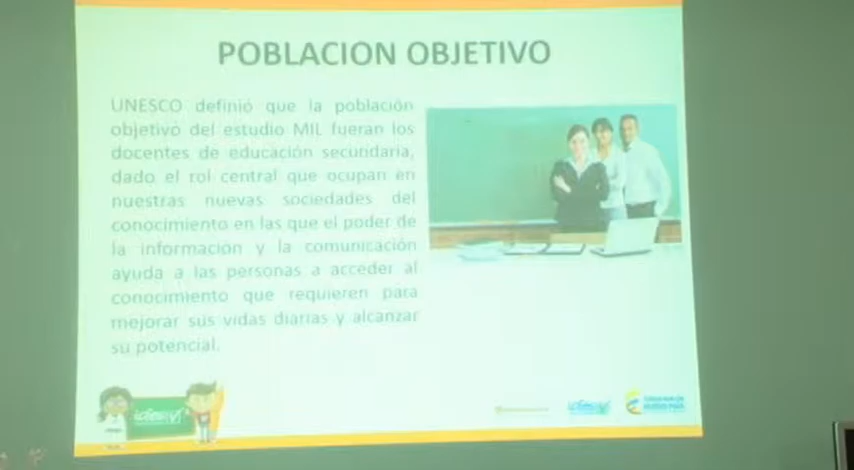 POBLACION OBJETIVO
UNESCO definió que la población
objetivo del estudio MIL fueran los
docentes de educación secundaria,
dado el rol central que ocupan en
nuestras nuevas sociedades del
conocimiento en las que el poder de
la información y la comunicación
ayuda a las personas a acceder al
conocimiento que requieren para
mejorar sus vidas diarias y alcanzar
su potencial.
icfes
icfes